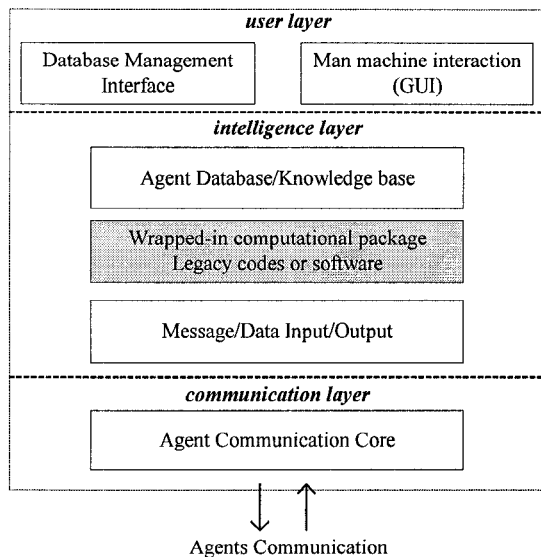 user layer
Database Management
Interface
Man machine interaction
(GUI)
intelligence layer
Agent Database/Knowledge base
Wrapped-in computational package
Legacy codes or software
Message/Data Input/Output
communication layer
Agent Communication Core
Agents Communication